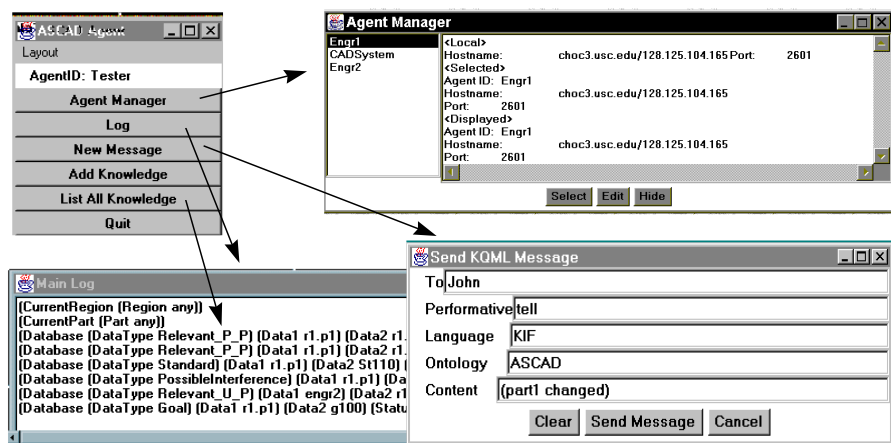 ASCAD Agent
Layout
AgentID: Tester
Agent Manager
Log
New Message
Add Knowledge
List All Knowledge
Quit
Agent Manager
Engr1
CADSystem
Engr2
<Local>
Hostname: choc3.usc.edu/128.125.104.165 Port: 2601
<Selected>
Agent ID: Engr1
Hostname: choc3.usc.edu/128.125.104.165
Port: 2601
<Displayed>
Agent ID: Engr1
Hostname: choc3.usc.edu/128.125.104.165
Port: 2601
Select Edit Hide
Main Log
(CurrentRegion (Region any))
(CurrentPart (Part any))
(Database (DataType Relevant_P_P) (Data1 r1.p1) (Data2 r1.
(Database (DataType Relevant_P_P) (Data1 r1.p1) (Data2 r1.
(Database (DataType Standard) (Data1 r1.p1) (Data2 St110) (
(Database (DataType PossibleInterference) (Data1 r1.p1) (Da
(Database (DataType Relevant_U_P) (Data1 engr2) (Data2 r1
(Database (DataType Goal) (Data1 r1.p1) (Data2 g100) (Statu
Send KQML Message
To John
Performative tell
Language KIF
Ontology ASCAD
Content (part1 changed)
Clear Send Message Cancel